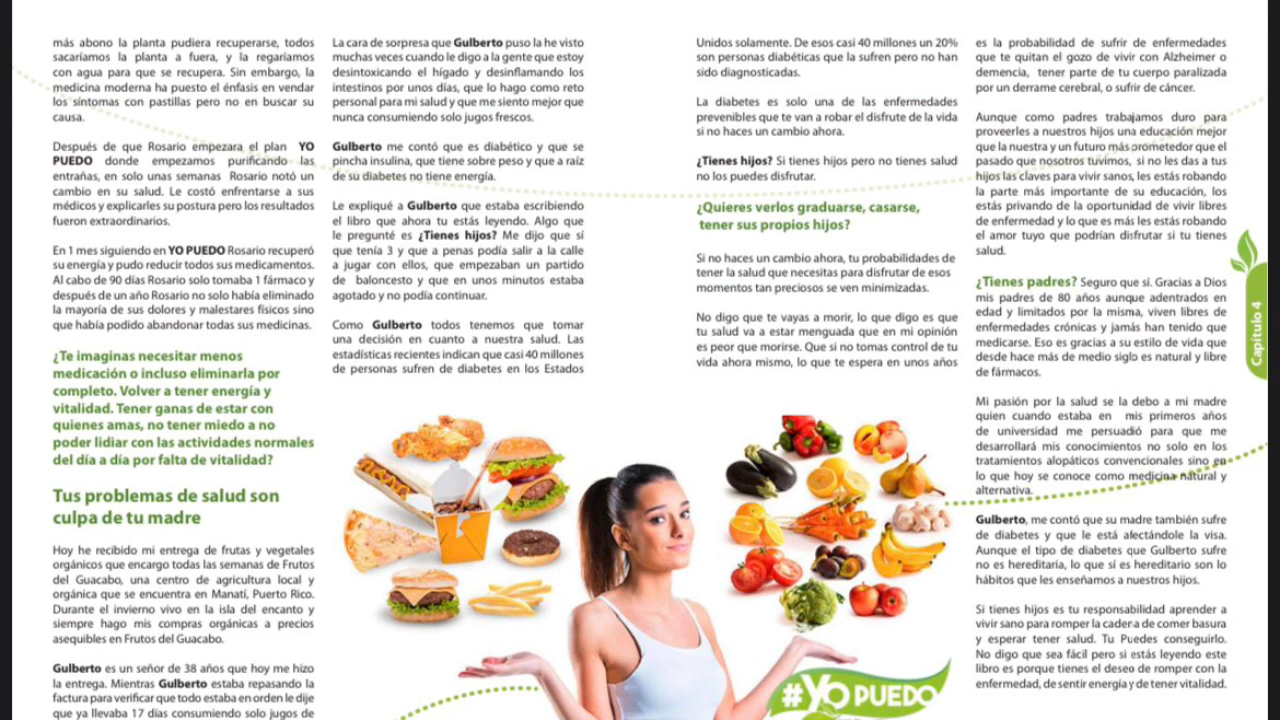 más abono la planta pudiera recuperarse, todos
sacaríamos la planta a fuera, y la regaríamos
con agua para que se recupera. Sin embargo, la
medicina moderna ha puesto el énfasis en vendar
los síntomas con pastillas pero no en buscar su
causa.
Después de que Rosario empezara el plan YO
PUEDO donde empezamos purificando las
entrañas, en solo unas semanas Rosario notó un
cambio en su salud. Le costó enfrentarse a sus
médicos y explicarles su postura pero los resultados
fueron extraordinarios.
En 1 mes siguiendo en YO PUEDO Rosario recuperó
su energía y pudo reducir todos sus medicamentos.
Al cabo de 90 días Rosario solo tomaba 1 fármaco y
después de un año Rosario no solo había eliminado
la mayoría de sus dolores y malestares físicos sino
que había podido abandonar todas sus medicinas.
¿Te imaginas necesitar menos
medicación o incluso eliminarla por
completo. Volver a tener energía y
vitalidad. Tener ganas de estar con
quienes amas, no tener miedo a no
poder lidiar con las actividades normales
del día a día por falta de vitalidad?
Tus problemas de salud son
culpa de tu madre
Hoy he recibido mi entrega de frutas y vegetales
orgánicos que encargo todas las semanas de Frutos
del Guacabo, una centro de agricultura local y
orgánica que se encuentra en Manatí, Puerto Rico.
Durante el invierno vivo en la isla del encanto y
siempre hago mis compras orgánicas a precios
asequibles en Frutos del Guacabo.
Gulberto es un señor de 38 años que hoy me hizo
la entrega. Mientras Gulberto estaba repasando la
factura para verificar que todo estaba en orden le dije
que ya llevaba 17 días consumiendo solo jugos de
La cara de sorpresa que Gulberto puso la he visto
muchas veces cuando le digo a la gente que estoy
desintoxicando el hígado y desinflamando los
intestinos por unos días, que lo hago como reto
personal para mi salud y que me siento mejor que
nunca consumiendo solo jugos frescos.
Gulberto me contó que es diabético y que se
pincha insulina, que tiene sobre peso y que a raíz
de su diabetes no tiene energía.
Le expliqué a Gulberto que estaba escribiendo
el libro que ahora tu estás leyendo. Algo que
le pregunté es ¿Tienes hijos? Me dijo que sí
que tenía 3 y que a penas podía salir a la calle
a jugar con ellos, que empezaban un partido
de baloncesto y que en unos minutos estaba
agotado y no podía continuar.
Como Gulberto todos tenemos que tomar
una decisión en cuanto a nuestra salud. Las
estadísticas recientes indican que casi 40 millones
de personas sufren de diabetes en los Estados
Unidos solamente. De esos casi 40 millones un 20%
son personas diabéticas que la sufren pero no han
sido diagnosticadas.
La diabetes es solo una de las enfermedades
prevenibles que te van a robar el disfrute de la vida
si no haces un cambio ahora.
¿Tienes hijos? Si tienes hijos pero no tienes salud
no los puedes disfrutar.
¿Quieres verlos graduarse, casarse,
tener sus propios hijos?
Si no haces un cambio ahora, tu probabilidades de
tener la salud que necesitas para disfrutar de esos
momentos tan preciosos se ven minimizadas.
No digo que te vayas a morir, lo que digo es que
tu salud va a estar menguada que en mi opinión
es peor que morirse. Que si no tomas control de tu
vida ahora mismo, lo que te espera en unos años
es la probabilidad de sufrir de enfermedades
que te quitan el gozo de vivir con Alzheimer o
demencia, tener parte de tu cuerpo paralizada
por un derrame cerebral, o sufrir de cáncer.
Aunque como padres trabajamos duro para
proveerles a nuestros hijos una educación mejor
que la nuestra y un futuro más prometedor que el
pasado que nosotros tuvimos, si no les das a tus
hijos las claves para vivir sanos, les estás robando
la parte más importante de su educación, los
estás privando de la oportunidad de vivir libres
de enfermedad y lo que es más les estás robando
el amor tuyo que podrían disfrutar si tu tienes
salud.
¿Tienes padres? Seguro que sí. Gracias a Dios
mis padres de 80 años aunque adentrados en
edad y limitados por la misma, viven libres de
enfermedades crónicas y jamás han tenido que
medicarse. Eso es gracias a su estilo de vida que
desde hace más de medio siglo es natural y libre
de fármacos.
Mi pasión por la salud se la debo a mi madre
quien cuando estaba en mis primeros años
de universidad me persuadió para que me
desarrollará mis conocimientos no solo en los
tratamientos alopáticos convencionales sino en
lo que hoy se conoce como medicina natural y
alternativa.
Gulberto, me contó que su madre también sufre
de diabetes y que le está afectándole la visa.
Aunque el tipo de diabetes que Gulberto sufre
no es hereditaria, lo que sí es hereditario son lo
hábitos que les enseñamos a nuestros hijos.
Si tienes hijos es tu responsabilidad aprender a
vivir sano para romper la cadena de comer basura
y esperar tener salud. Tu Puedes conseguirlo.
No digo que sea fácil pero si estás leyendo este
libro es porque tienes el deseo de romper con la
enfermedad, de sentir energía y de tener vitalidad.
Capítulo 4
#Yo PUEDO